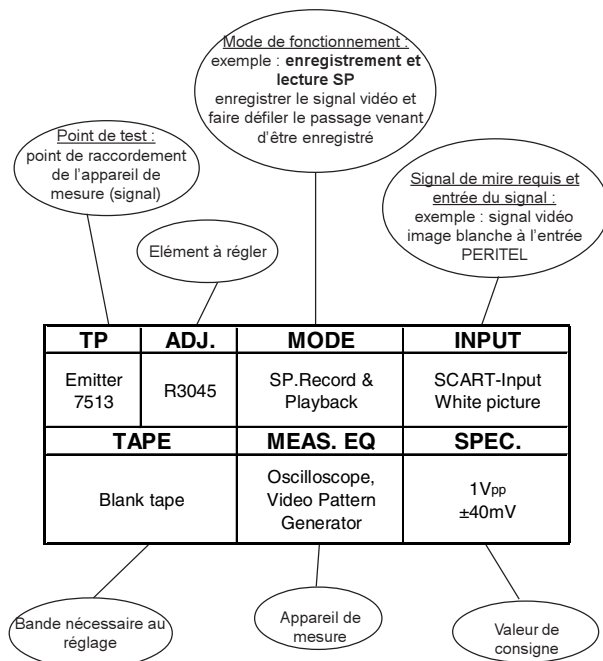 Mode de fonctionnement :
exemple : enregistrement et
lecture SP
enregistrer le signal vidéo et
faire défiler le passage venant
d'être enregistré
Point de test :
point de raccordement
de l'appareil de
mesure (signal)
Signal de mire requis et
entrée du signal :
exemple : signal vidéo
image blanche à l'entrée
PERITEL
Elément à régler
TP ADJ. MODE INPUT
Emitter
7513
R3045
SP.Record &
Playback
SCART-Input
White picture
TAPE MEAS. EQ SPEC.
Blank tape
Oscilloscope,
Video Pattern
Generator
1Vpp
±40mV
Bande nécessaire au
réglage
Appareil de
mesure
Valeur de
consigne